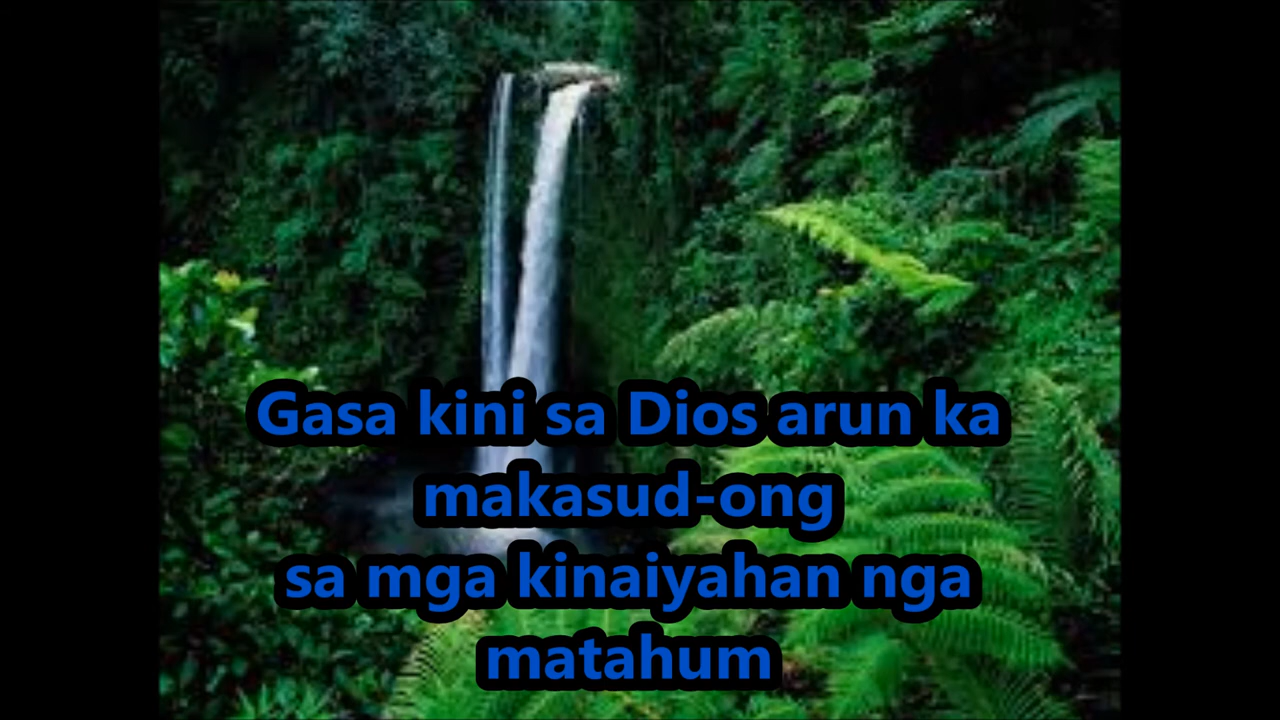 Gasa kini sa Dios arun ka
makasud-ong
sa mga kinaiyahan nga
matahum